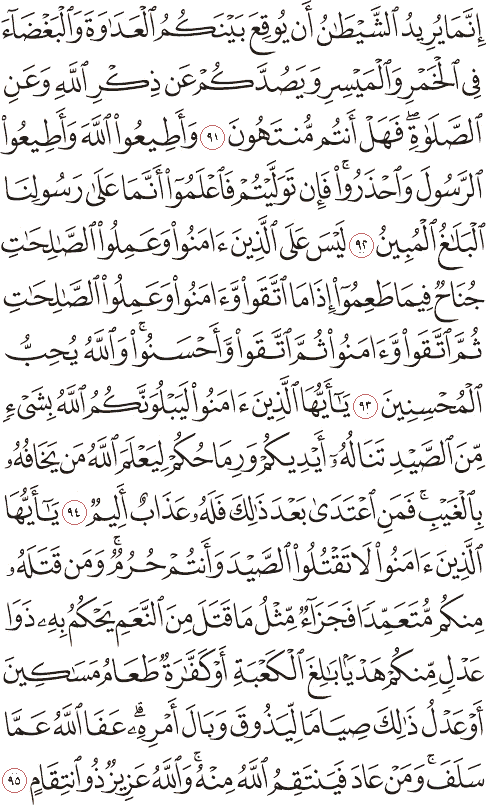 إِنَّمَا يُرِيدُ ٱلشَّيْطَٰنُ أَن يُوقِعَ بَيْنَكُمُ ٱلْعَدَٰوَةَ وَٱلْبَغْضَآءَ
فِى ٱلْخَمْرِ وَٱلْمَيْسِرِ وَيَصُدَّكُمْ عَن ذِكْرِ ٱللَّهِ وَعَنِ
ٱلصَّلَوٰةِ ۖ فَهَلْ أَنتُم مُّنتَهُونَ ٩١ وَأَطِيعُوا۟ ٱللَّهَ وَأَطِيعُوا۟
ٱلرَّسُولَ وَٱحْذَرُوا۟ ۚ فَإِن تَوَلَّيْتُمْ فَٱعْلَمُوٓا۟ أَنَّمَا عَلَىٰ رَسُولِنَا
ٱلْبَلَٰغُ ٱلْمُبِينُ ٩٢ لَيْسَ عَلَى ٱلَّذِينَ ءَامَنُوا۟ وَعَمِلُوا۟ ٱلصَّٰلِحَٰتِ
جُنَاحٌ فِيمَا طَعِمُوٓا۟ إِذَا مَا ٱتَّقَوا۟ وَّءَامَنُوا۟ وَعَمِلُوا۟ ٱلصَّٰلِحَٰتِ
ثُمَّ ٱتَّقَوا۟ وَّءَامَنُوا۟ ثُمَّ ٱتَّقَوا۟ وَّأَحْسَنُوا۟ ۗ وَٱللَّهُ يُحِبُّ
ٱلْمُحْسِنِينَ ٩٣ يَٰٓأَيُّهَا ٱلَّذِينَ ءَامَنُوا۟ لَيَبْلُوَنَّكُمُ ٱللَّهُ بِشَىْءٍ
مِّنَ ٱلصَّيْدِ تَنَالُهُۥٓ أَيْدِيكُمْ وَرِمَاحُكُمْ لِيَعْلَمَ ٱللَّهُ مَن يَخَافُهُۥ
بِٱلْغَيْبِ ۚ فَمَنِ ٱعْتَدَىٰ بَعْدَ ذَٰلِكَ فَلَهُۥ عَذَابٌ أَلِيمٌ ٩٤ يَٰٓأَيُّهَا
ٱلَّذِينَ ءَامَنُوا۟ لَا تَقْتُلُوا۟ ٱلصَّيْدَ وَأَنتُمْ حُرُمٌ ۚ وَمَن قَتَلَهُۥ
مِنكُم مُّتَعَمِّدًا فَجَزَآءٌ مِّثْلُ مَا قَتَلَ مِنَ ٱلنَّعَمِ يَحْكُمُ بِهِۦ ذَوَا
عَدْلٍ مِّنكُمْ هَدْيًۢا بَٰلِغَ ٱلْكَعْبَةِ أَوْ كَفَّٰرَةٌ طَعَامُ مَسَٰكِينَ
أَوْ عَدْلُ ذَٰلِكَ صِيَامًا لِّيَذُوقَ وَبَالَ أَمْرِهِۦ ۗ عَفَا ٱللَّهُ عَمَّا
سَلَفَ ۚ وَمَنْ عَادَ فَيَنتَقِمُ ٱللَّهُ مِنْهُ ۗ وَٱللَّهُ عَزِيزٌ ذُو ٱنتِقَامٍ ٩٥